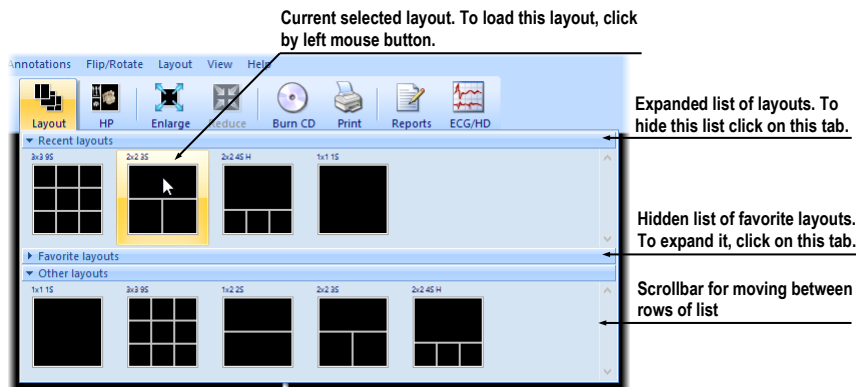 Current selected layout. To load this layout, click
by left mouse button.
Annotations Flip/Rotate Layout View Help
Layout HP Enlarge Reduce Burn CD Print Reports ECG/HD
Expanded list of layouts. To
hide this list click on this tab.
Recent layouts
3x3 9S 2x2 3S 2x2 4S H 1x1 1S
Hidden list of favorite layouts.
To expand it, click on this tab.
Favorite layouts
Other layouts
1x1 1S 3x3 9S 1x2 2S 2x2 3S 2x2 4S H
Scrollbar for moving between
rows of list